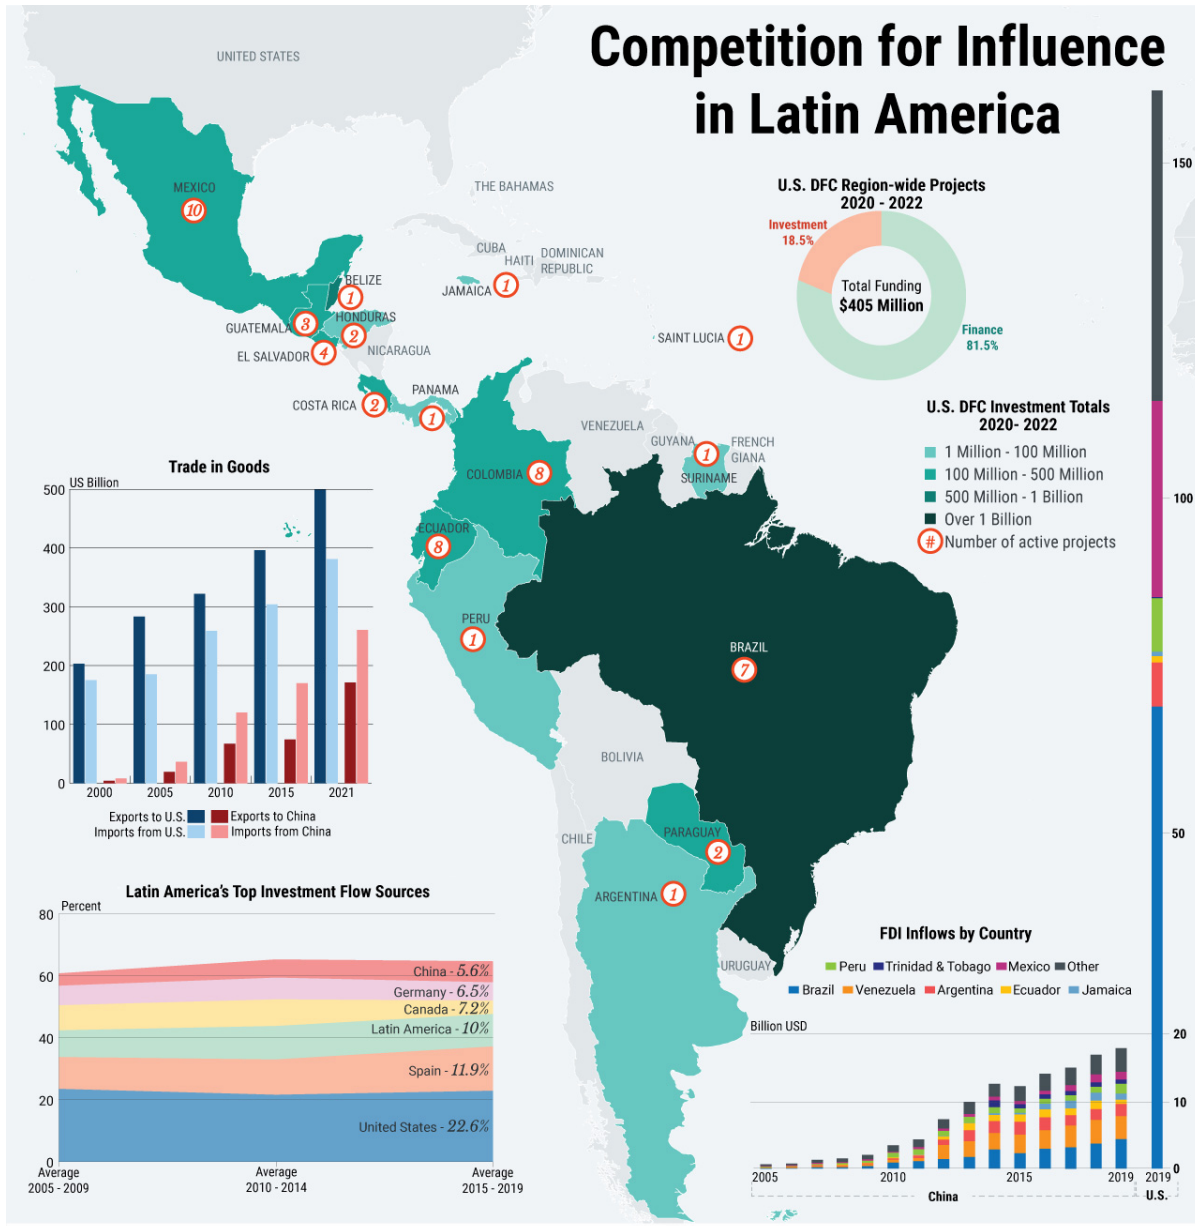 Competition for Influence
in Latin America
UNITED STATES
MEXICO
10
THE BAHAMAS
CUBA
HAITI
DOMINICAN
REPUBLIC
BELIZE
1
JAMAICA
1
GUATEMALA
3
HONDURAS
2
EL SALVADOR
4
NICARAGUA
SAINT LUCIA
1
COSTA RICA
2
PANAMA
1
VENEZUELA
GUYANA
1
FRENCH
GIANA
SURINAME
COLOMBIA
8
ECUADOR
8
PERU
1
BRAZIL
7
BOLIVIA
CHILE
PARAGUAY
2
ARGENTINA
1
URUGUAY
U.S. DFC Region-wide Projects
2020 - 2022
Investment
18.5%
Total Funding
$405 Million
Finance
81.5%
U.S. DFC Investment Totals
2020- 2022
1 Million - 100 Million
100 Million - 500 Million
500 Million - 1 Billion
Over 1 Billion
# Number of active projects
Trade in Goods
US Billion
500
400
300
200
100
0
2000 2005 2010 2015 2021
Exports to U.S. Exports to China
Imports from U.S. Imports from China
Latin America's Top Investment Flow Sources
Percent
80
60
40
20
0
China - 5.6%
Germany - 6.5%
Canada - 7.2%
Latin America - 10%
Spain - 11.9%
United States - 22.6%
Average Average Average
2005 - 2009 2010 - 2014 2015 - 2019
FDI Inflows by Country
Peru Trinidad & Tobago Mexico Other
Brazil Venezuela Argentina Ecuador Jamaica
Billion USD
150
100
50
20
10
0
2005 2010 2015 2019 2019
China U.S.